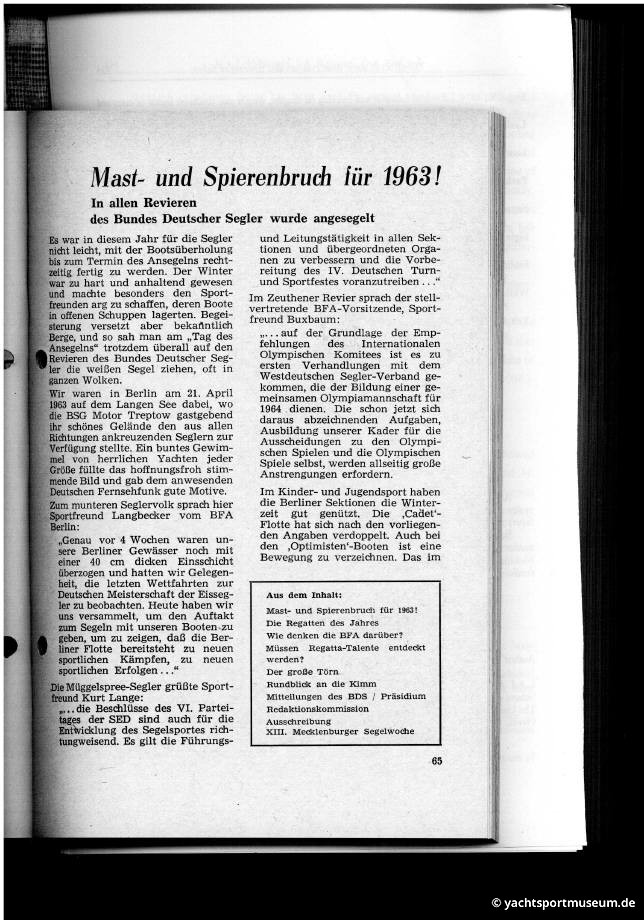 Mast- und Spierenbruch für 1963!
In allen Revieren
des Bundes Deutscher Segler wurde angesegelt
Es war in diesem Jahr für die Segler
nicht leicht, mit der Bootsüberholung
bis zum Termin des Ansegelns recht-
zeitig fertig zu werden. Der Winter
war zu hart und anhaltend gewesen
und machte besonders den Sport-
freunden arg zu schaffen, deren Boote
in offenen Schuppen lagerten. Begei-
sterung versetzt aber bekanntlich
Berge, und so sah man am „Tag des
Ansegelns“ trotzdem überall auf den
Revieren des Bundes Deutscher Seg-
ler die weißen Segel ziehen, oft in
ganzen Wolken.
Wir waren in Berlin am 21. April
1963 auf dem Langen See dabei, wo
die BSG Motor Treptow gastgebend
ihr schönes Gelände den aus allen
Richtungen ankreuzenden Seglern zur
Verfügung stellte. Ein buntes Gewim-
mel von herrlichen Yachten jeder
Größe füllte das hoffnungsfroh stim-
mende Bild und gab dem anwesenden
Deutschen Fernsehfunk gute Motive.
Zum munteren Seglervolk sprach hier
Sportfreund Langbecker vom BFA
Berlin:
„Genau vor 4 Wochen waren un-
sere Berliner Gewässer noch mit
einer 40 cm dicken Einsschicht
überzogen und hatten wir Gelegen-
heit, die letzten Wettfahrten zur
Deutschen Meisterschaft der Eisseg-
ler zu beobachten. Heute haben wir
uns versammelt, um den Auftakt
zum Segeln mit unseren Booten zu
geben, um zu zeigen, daß die Ber-
liner Flotte bereitsteht zu neuen
sportlichen Kämpfen, zu neuen
sportlichen Erfolgen . . .“
Die Müggelspree-Segler grüßte Sport-
freund Kurt Lange:
„. . . die Beschlüsse des VI. Partei-
tages der SED sind auch für die
Entwicklung des Segelsportes rich-
tungweisend. Es gilt die Führungs-
und Leitungstätigkeit in allen Sek-
tionen und übergeordneten Orga-
nen zu verbessern und die Vorbe-
reitung des IV. Deutschen Turn-
und Sportfestes voranzutreiben . . .“
Im Zeuthener Revier sprach der stell-
vertretende BFA-Vorsitzende, Sport-
freund Buxbaum:
„. . . auf der Grundlage der Emp-
fehlungen des Internationalen
Olympischen Komitees ist es zu
ersten Verhandlungen mit dem
Westdeutschen Segler-Verband ge-
kommen, die der Bildung einer ge-
meinsamen Olympiamannschaft für
1964 dienen. Die schon jetzt sich
daraus abzeichnenden Aufgaben,
Ausbildung unserer Kader für die
Ausscheidungen zu den Olympi-
schen Spielen und die Olympischen
Spiele selbst, werden allseitig große
Anstrengungen erfordern.
Im Kinder- und Jugendsport haben
die Berliner Sektionen die Winter-
zeit gut genützt. Die ‚Cadet‘-
Flotte hat sich nach den vorliegen-
den Angaben verdoppelt. Auch bei
den ‚Optimisten‘-Booten ist eine
Bewegung zu verzeichnen. Das im
Aus dem Inhalt:
Mast- und Spierenbruch für 1963!
Die Regatten des Jahres
Wie denken die BFA darüber?
Müssen Regatta-Talente entdeckt
werden?
Der große Törn
Rundblick an die Kimm
Mitteilungen des BDS / Präsidium
Redaktionskommission
Ausschreibung
XIII. Mecklenburger Segelwoche
65
© yachtsportmuseum.de